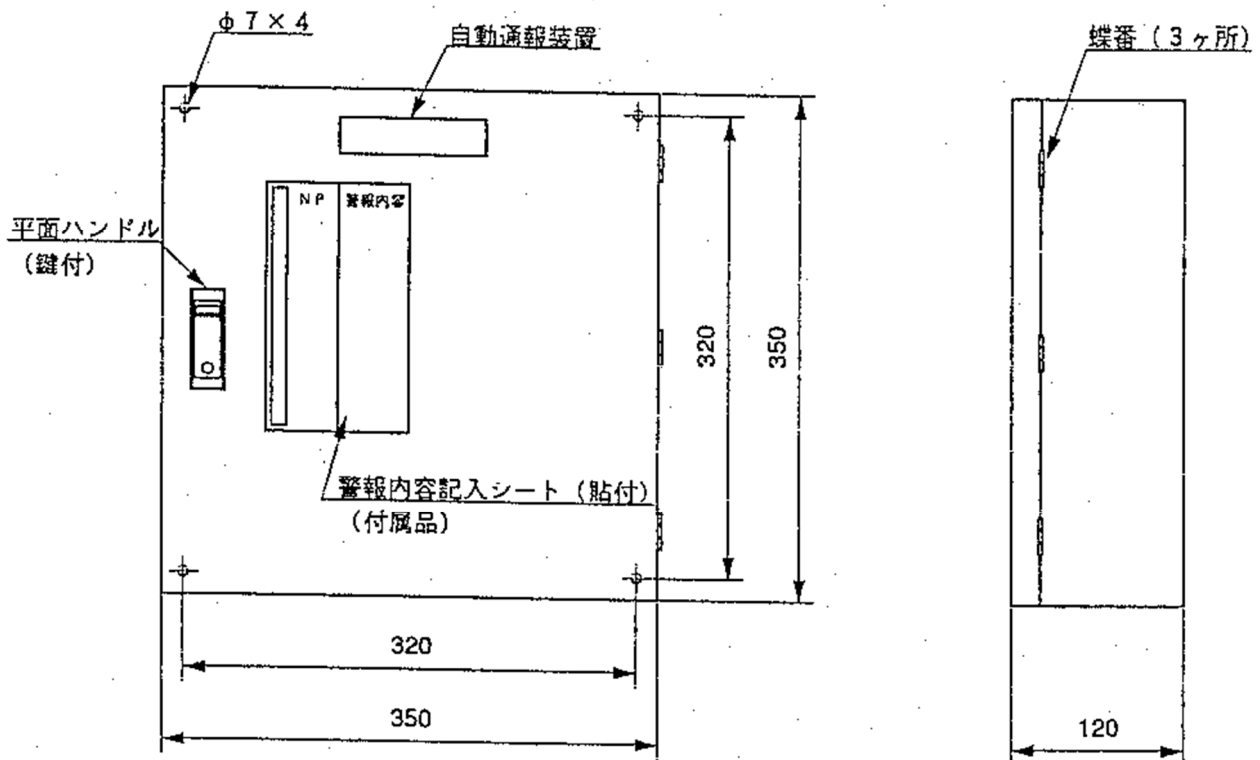 φ7×4
自動通報装置
蝶番（3ヶ所）
NP
警報内容
平面ハンドル
（鍵付）
320
350
警報内容記入シート（貼付）
（付属品）
320
350
120